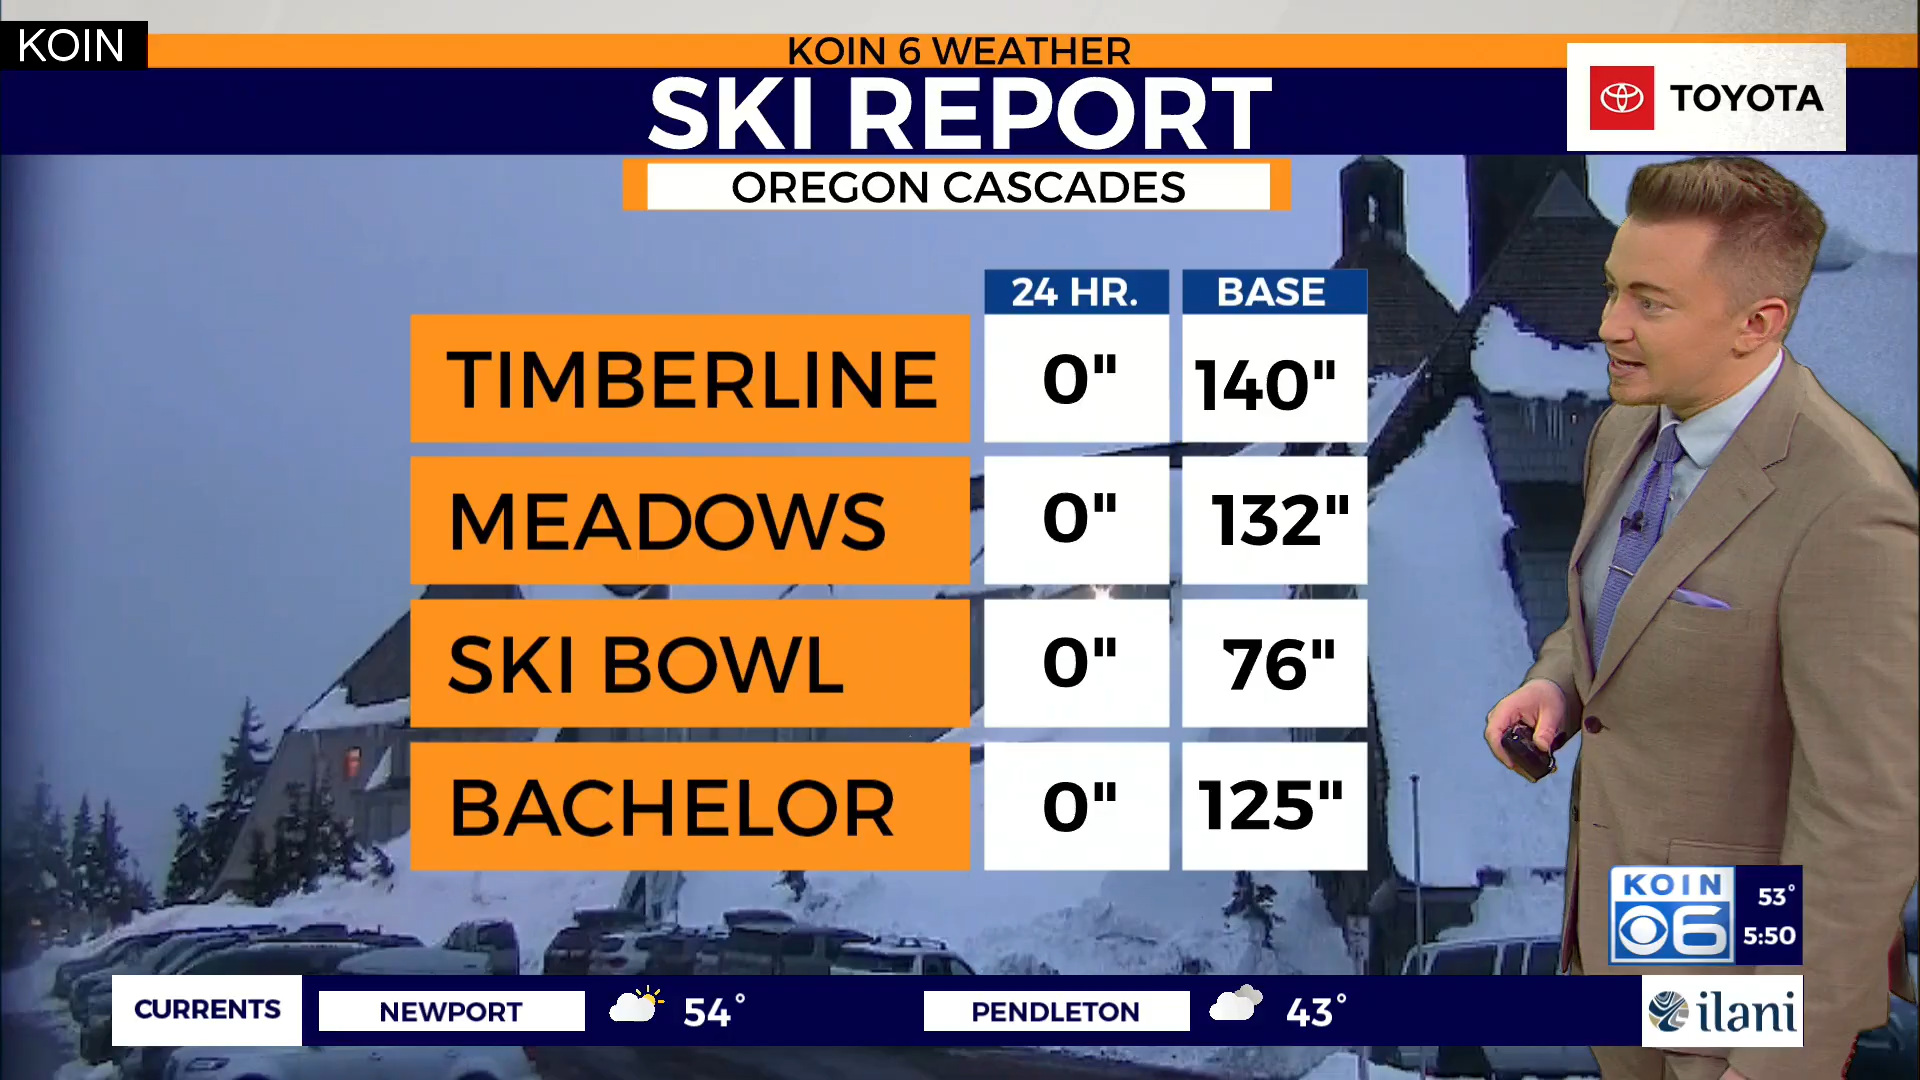 KOIN
KOIN 6 WEATHER
SKI REPORT
TOYOTA
OREGON CASCADES
24 HR. BASE
TIMBERLINE 0" 140"
MEADOWS 0" 132"
SKI BOWL 0" 76"
BACHELOR 0" 125"
KOIN 6 53°
5:50
CURRENTS NEWPORT 54° PENDLETON 43° ilani